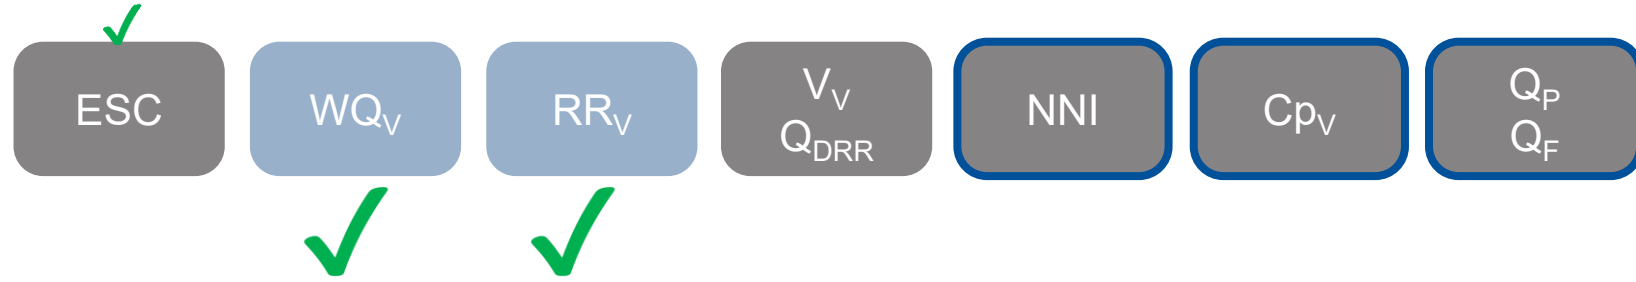 ESC
WQV
RRV
VV
QDRR
NNI
CpV
QP
QF